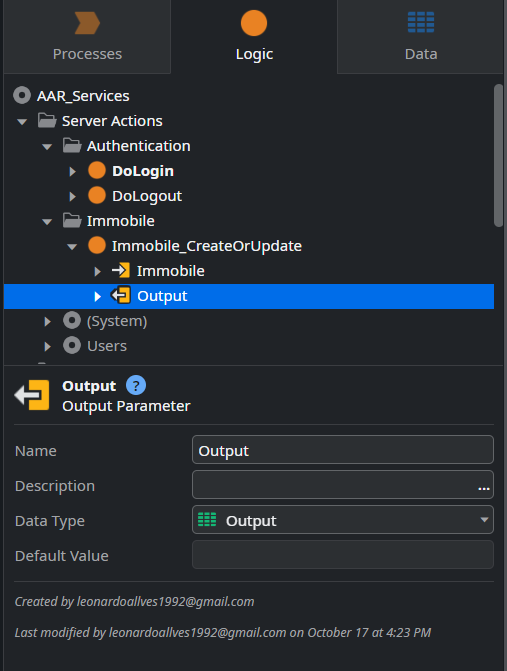 Processes
Logic
Data
AAR_Services
Server Actions
Authentication
DoLogin
DoLogout
Immobile
Immobile_CreateOrUpdate
Immobile
Output
(System)
Users
Output ?
Output Parameter
Name Output
Description ...
Data Type Output
Default Value
Created by leonardoallves1992@gmail.com
Last modified by leonardoallves1992@gmail.com on October 17 at 4:23 PM